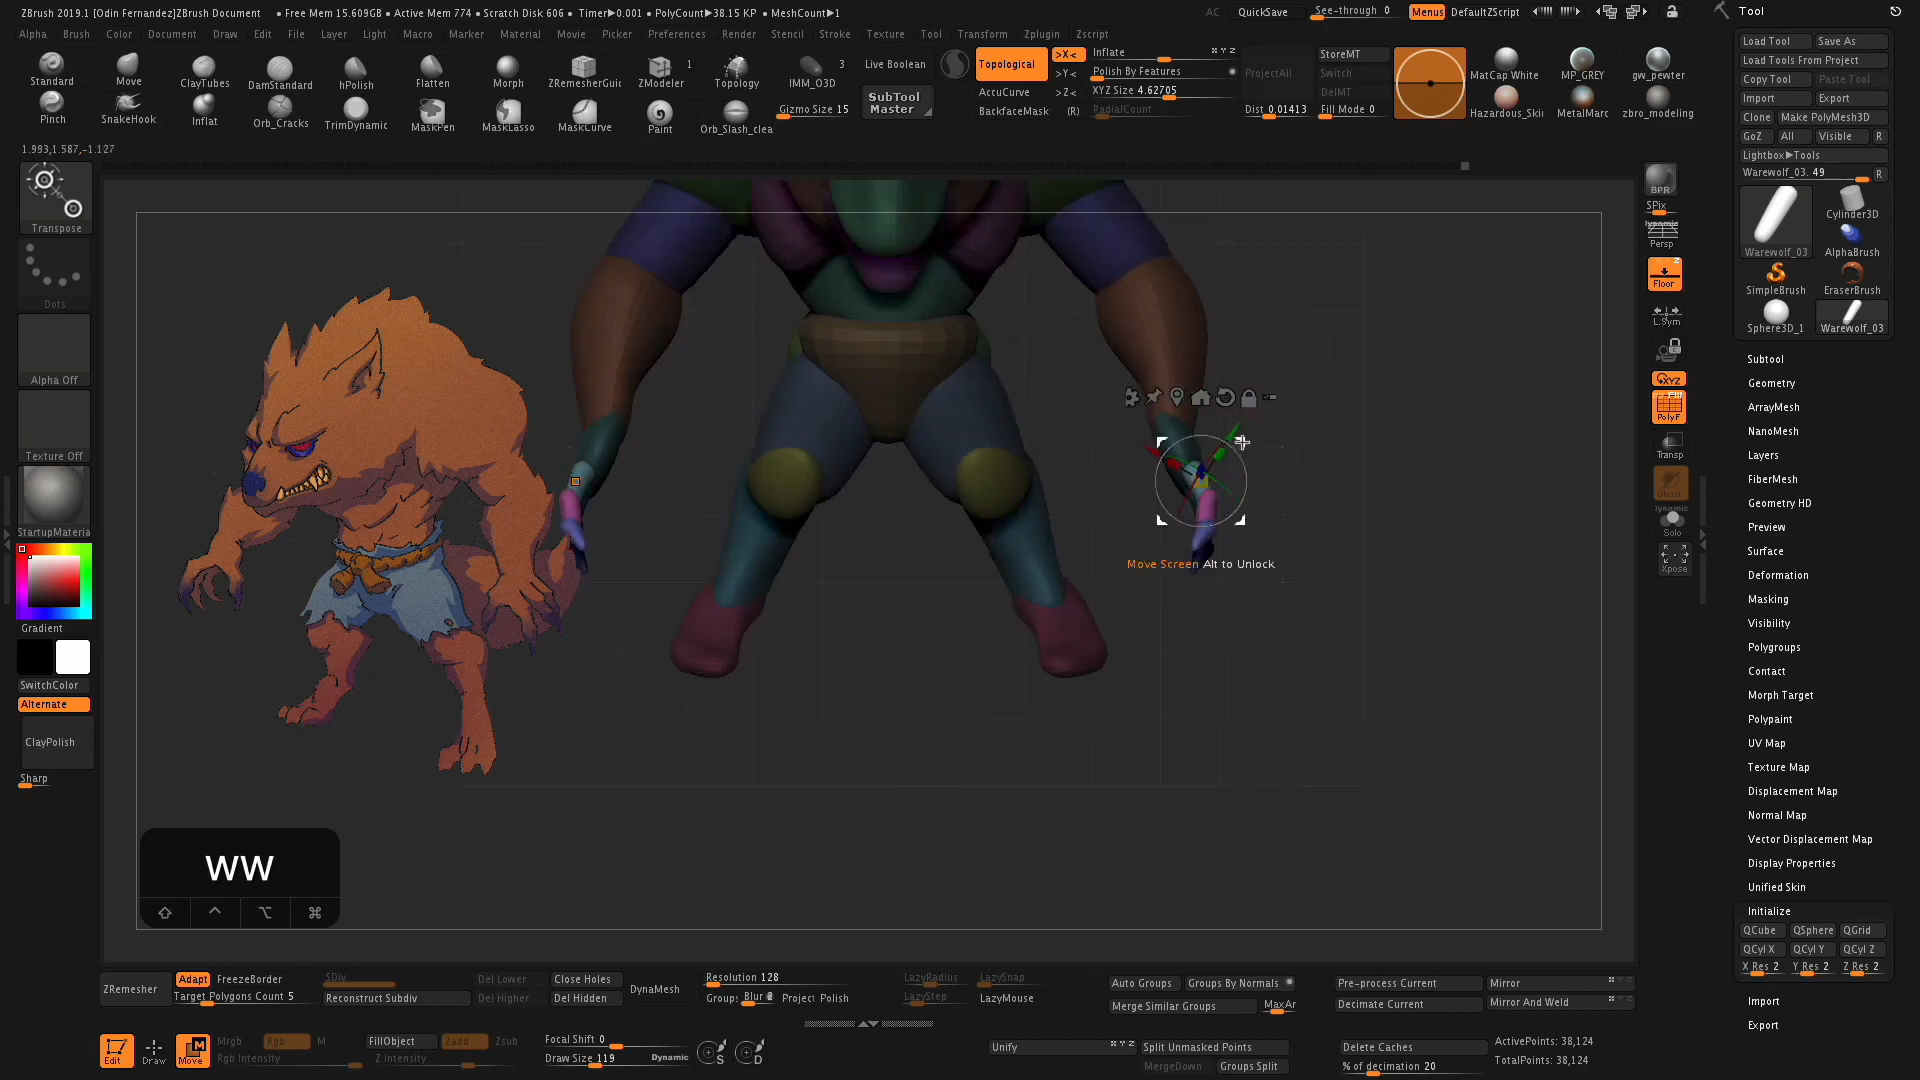 ZBrush 2019.1 [Odin Fernandez]ZBrush Document ● Free Mem 15.609GB ● Active Mem 774 ● Scratch Disk 606 ● Timer▶0.001 ● PolyCount▶38.15 KP ● MeshCount▶1
AC QuickSave See-through 0 Menus DefaultZScript
Tool
Alpha Brush Color Document Draw Edit File Layer Light Macro Marker Material Movie Picker Preferences Render Stencil Stroke Texture Tool Transform Zplugin Zscript
Load Tool Save As
Load Tools From Project
Copy Tool Paste Tool
Import Export
Clone Make PolyMesh3D
GoZ All Visible R
Lightbox▶Tools
Warewolf_03. 49 R
Standard Move ClayTubes DamStandard hPolish Flatten Morph ZRemesherGuid ZModeler 1 Topology IMM_O3D 3
Pinch SnakeHook Inflat Orb_Cracks TrimDynamic MaskPen MaskLasso MaskCurve Paint Orb_Slash_clea
Live Boolean
SubTool Master
Gizmo Size 15
Topological
AccuCurve
BackfaceMask
>X<
>Y<
>Z<
(R)
Inflate
Polish By Features
XYZ Size 4.62705
RadialCount
ProjectAll
Dist 0.01413
StoreMT
Switch
DelMT
Fill Mode 0
MatCap White MP_GREY gw_pewter
Hazardous_Ski MetalMarc zbro_modeling
1.993,1.587,-1.127
Transpose
Dots
Alpha Off
Texture Off
StartupMateria
Gradient
SwitchColor
Alternate
ClayPolish
Sharp
Move Screen Alt to Unlock
WW
BPR
SPix
Dynamic
Persp
Floor
L.Sym
XYZ
Line Fill
PolyF
Transp
Ghost
Dynamic
Solo
Xpose
Warewolf_03
Cylinder3D
AlphaBrush
SimpleBrush
EraserBrush
Sphere3D_1
Warewolf_03
Subtool
Geometry
ArrayMesh
NanoMesh
Layers
FiberMesh
Geometry HD
Preview
Surface
Deformation
Masking
Visibility
Polygroups
Contact
Morph Target
Polypaint
UV Map
Texture Map
Displacement Map
Normal Map
Vector Displacement Map
Display Properties
Unified Skin
Initialize
QCube QSphere QGrid
QCyl X QCyl Y QCyl Z
X Res 2 Y Res 2 Z Res 2
Import
Export
ZRemesher
Adapt FreezeBorder
Target Polygons Count 5
SDiv
Reconstruct Subdiv
Del Lower
Del Higher
Close Holes
Del Hidden
DynaMesh
Resolution 128
Groups Blur 2 Project Polish
LazyRadius LazySnap
LazyStep LazyMouse
Auto Groups Groups By Normals
Merge Similar Groups MaxAr
Pre-process Current
Decimate Current
Mirror
Mirror And Weld
Edit Draw Move
Mrgb Rgb M
Rgb Intensity
FillObject Zadd Zsub
Z Intensity
Focal Shift 0
Draw Size 119 Dynamic
S D
Unify
Split Unmasked Points
MergeDown Groups Split
Delete Caches
% of decimation 20
ActivePoints: 38,124
TotalPoints: 38,124